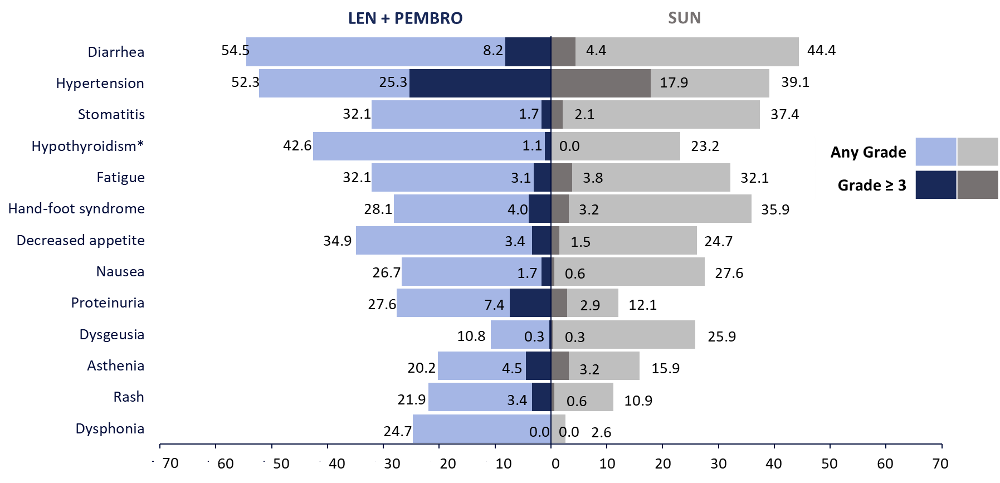 LEN + PEMBRO SUN
Diarrhea 54.5 8.2 4.4 44.4
Hypertension 52.3 25.3 17.9 39.1
Stomatitis 32.1 1.7 2.1 37.4
Hypothyroidism* 42.6 1.1 0.0 23.2
Any Grade
Fatigue 32.1 3.1 3.8 32.1
Grade ≥ 3
Hand-foot syndrome 28.1 4.0 3.2 35.9
Decreased appetite 34.9 3.4 1.5 24.7
Nausea 26.7 1.7 0.6 27.6
Proteinuria 27.6 7.4 2.9 12.1
Dysgeusia 10.8 0.3 0.3 25.9
Asthenia 20.2 4.5 3.2 15.9
Rash 21.9 3.4 0.6 10.9
Dysphonia 24.7 0.0 0.0 2.6
70 60 50 40 30 20 10 0 10 20 30 40 50 60 70